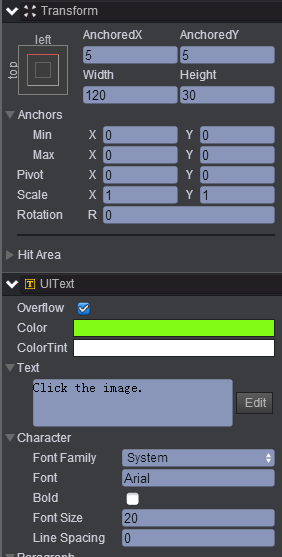 Transform
left
top
AnchoredX AnchoredY
5 5
Width Height
120 30
Anchors
Min X 0 Y 0
Max X 0 Y 0
Pivot X 0 Y 0
Scale X 1 Y 1
Rotation R 0
Hit Area
T UIText
Overflow
Color
ColorTint
Text
Click the image.
Edit
Character
Font Family System
Font Arial
Bold
Font Size 20
Line Spacing 0
Paragraph